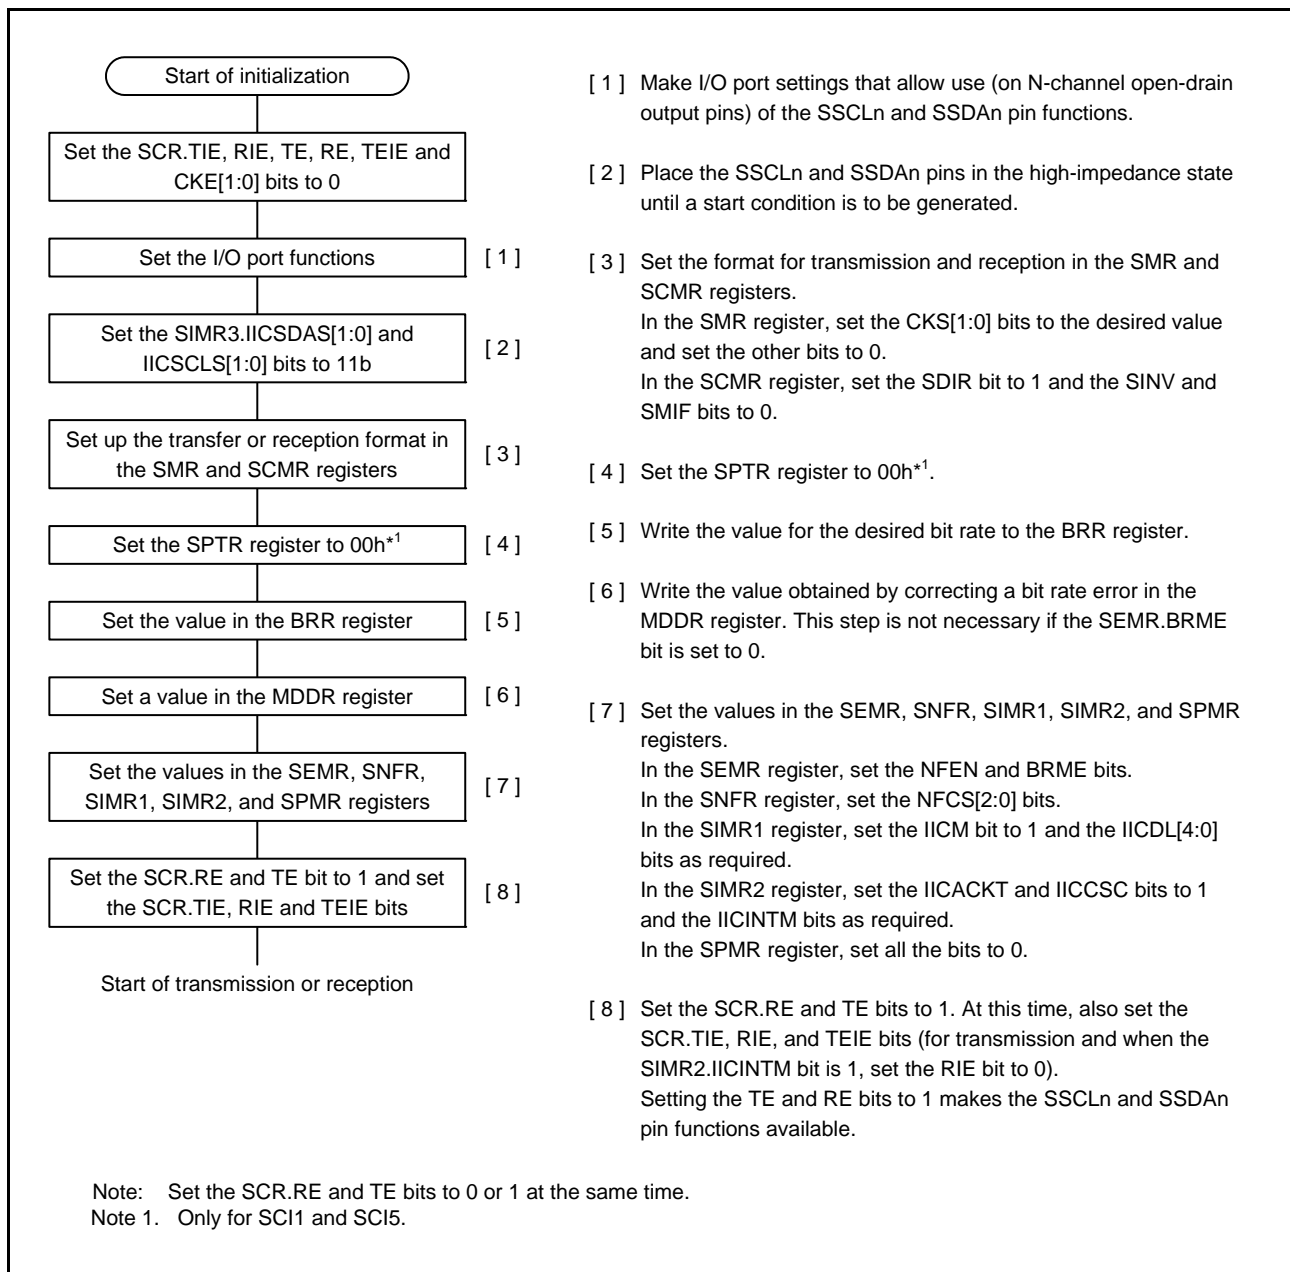 Start of initialization
Set the SCR.TIE, RIE, TE, RE, TEIE and
CKE[1:0] bits to 0
Set the I/O port functions
[ 1 ]
Set the SIMR3.IICSDAS[1:0] and
IICSCLS[1:0] bits to 11b
[ 2 ]
Set up the transfer or reception format in
the SMR and SCMR registers
[ 3 ]
Set the SPTR register to 00h*1
[ 4 ]
Set the value in the BRR register
[ 5 ]
Set a value in the MDDR register
[ 6 ]
Set the values in the SEMR, SNFR,
SIMR1, SIMR2, and SPMR registers
[ 7 ]
Set the SCR.RE and TE bit to 1 and set
the SCR.TIE, RIE and TEIE bits
[ 8 ]
Start of transmission or reception
[ 1 ] Make I/O port settings that allow use (on N-channel open-drain
output pins) of the SSCLn and SSDAn pin functions.
[ 2 ] Place the SSCLn and SSDAn pins in the high-impedance state
until a start condition is to be generated.
[ 3 ] Set the format for transmission and reception in the SMR and
SCMR registers.
In the SMR register, set the CKS[1:0] bits to the desired value
and set the other bits to 0.
In the SCMR register, set the SDIR bit to 1 and the SINV and
SMIF bits to 0.
[ 4 ] Set the SPTR register to 00h*1.
[ 5 ] Write the value for the desired bit rate to the BRR register.
[ 6 ] Write the value obtained by correcting a bit rate error in the
MDDR register. This step is not necessary if the SEMR.BRME
bit is set to 0.
[ 7 ] Set the values in the SEMR, SNFR, SIMR1, SIMR2, and SPMR
registers.
In the SEMR register, set the NFEN and BRME bits.
In the SNFR register, set the NFCS[2:0] bits.
In the SIMR1 register, set the IICM bit to 1 and the IICDL[4:0]
bits as required.
In the SIMR2 register, set the IICACKT and IICCSC bits to 1
and the IICINTM bits as required.
In the SPMR register, set all the bits to 0.
[ 8 ] Set the SCR.RE and TE bits to 1. At this time, also set the
SCR.TIE, RIE, and TEIE bits (for transmission and when the
SIMR2.IICINTM bit is 1, set the RIE bit to 0).
Setting the TE and RE bits to 1 makes the SSCLn and SSDAn
pin functions available.
Note: Set the SCR.RE and TE bits to 0 or 1 at the same time.
Note 1. Only for SCI1 and SCI5.